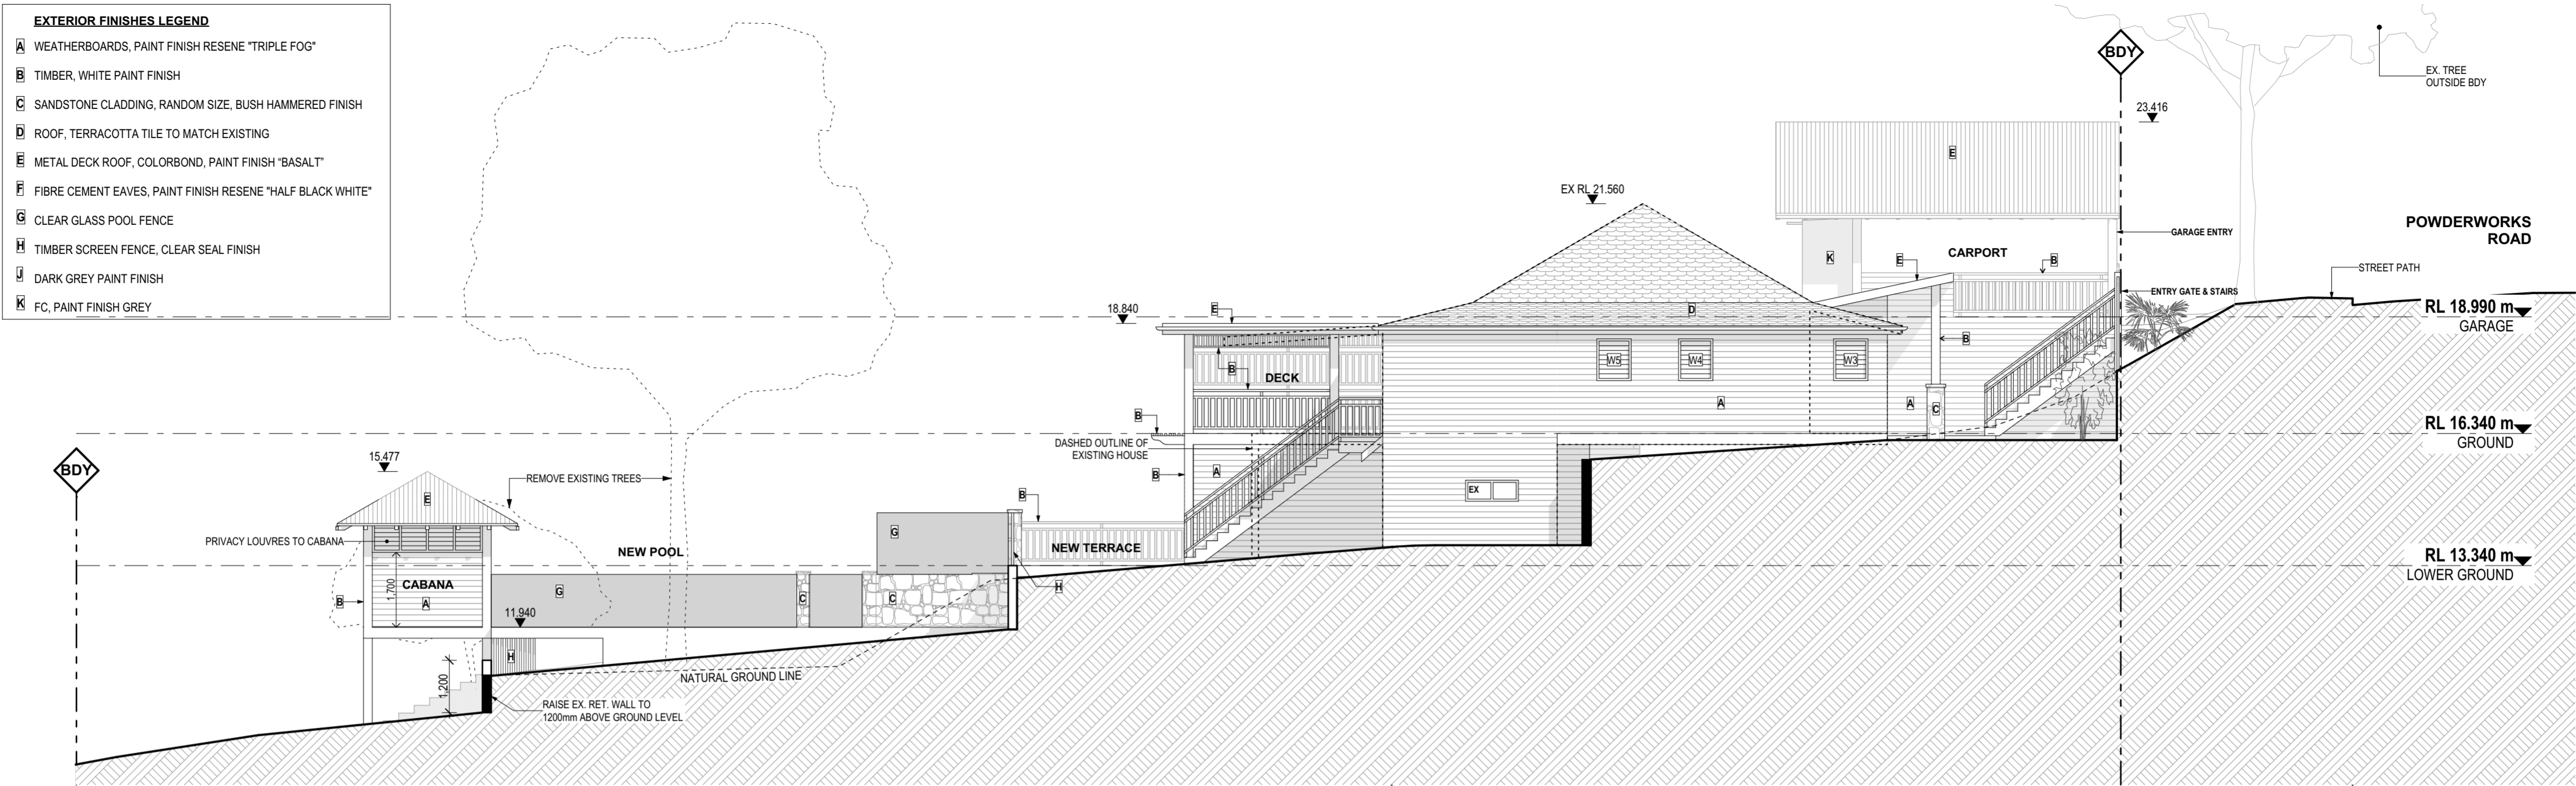 EXTERIOR FINISHES LEGEND
A WEATHERBOARDS, PAINT FINISH RESENE "TRIPLE FOG"
B TIMBER, WHITE PAINT FINISH
C SANDSTONE CLADDING, RANDOM SIZE, BUSH HAMMERED FINISH
D ROOF, TERRACOTTA TILE TO MATCH EXISTING
E METAL DECK ROOF, COLORBOND, PAINT FINISH “BASALT”
F FIBRE CEMENT EAVES, PAINT FINISH RESENE "HALF BLACK WHITE"
G CLEAR GLASS POOL FENCE
H TIMBER SCREEN FENCE, CLEAR SEAL FINISH
J DARK GREY PAINT FINISH
K FC, PAINT FINISH GREY
BDY
EX. TREE
OUTSIDE BDY
23.416
E
EX RL 21.560
POWDERWORKS
ROAD
GARAGE ENTRY
CARPORT
K
E
B
STREET PATH
ENTRY GATE & STAIRS
18.840
E
D
RL 18.990 m
GARAGE
B
W5
W4
W3
B
DECK
A
A
C
B
RL 16.340 m
GROUND
DASHED OUTLINE OF
EXISTING HOUSE
BDY
15.477
REMOVE EXISTING TREES
B
A
E
EX
B
PRIVACY LOUVRES TO CABANA
G
NEW POOL
NEW TERRACE
RL 13.340 m
LOWER GROUND
CABANA
1,700
B
A
G
C
C
H
11.940
H
NATURAL GROUND LINE
1,200
RAISE EX. RET. WALL TO
1200mm ABOVE GROUND LEVEL